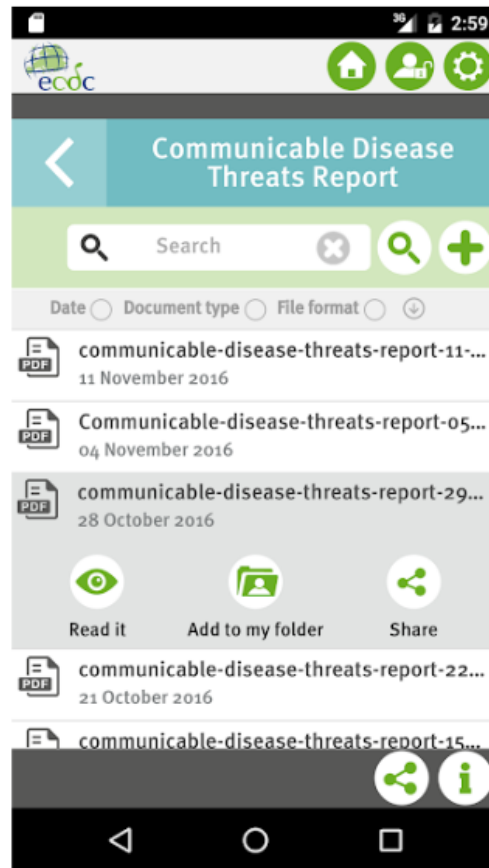 3G 2:59
ecdc
Communicable Disease
Threats Report
Search
Date Document type File format
PDF communicable-disease-threats-report-11-...
11 November 2016
PDF Communicable-disease-threats-report-05...
04 November 2016
PDF communicable-disease-threats-report-29...
28 October 2016
Read it Add to my folder Share
PDF communicable-disease-threats-report-22...
21 October 2016
communicable-disease-threats-report-15...
i